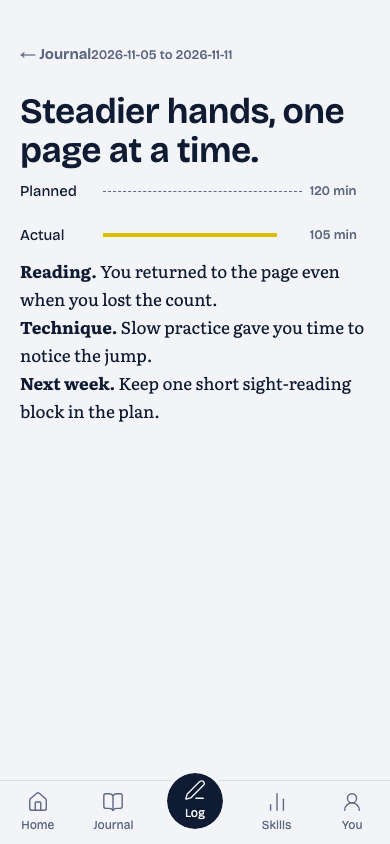 ← Journal 2026-11-05 to 2026-11-11
Steadier hands, one
page at a time.
Planned 120 min
Actual 105 min
Reading. You returned to the page even
when you lost the count.
Technique. Slow practice gave you time to
notice the jump.
Next week. Keep one short sight-reading
block in the plan.
Home Journal Log Skills You